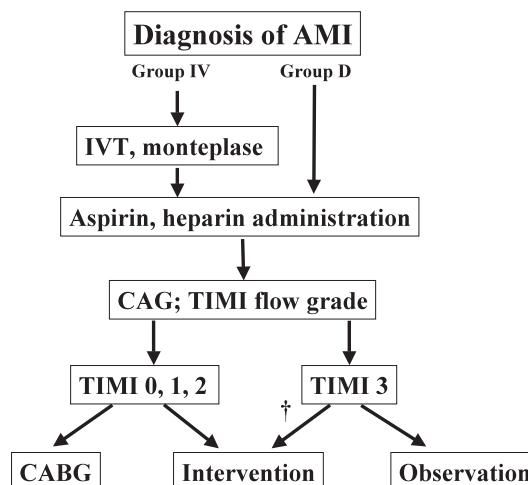 Diagnosis of AMI
Group IV Group D
IVT, monteplase
Aspirin, heparin administration
CAG; TIMI flow grade
TIMI 0, 1, 2 TIMI 3
†
CABG Intervention Observation